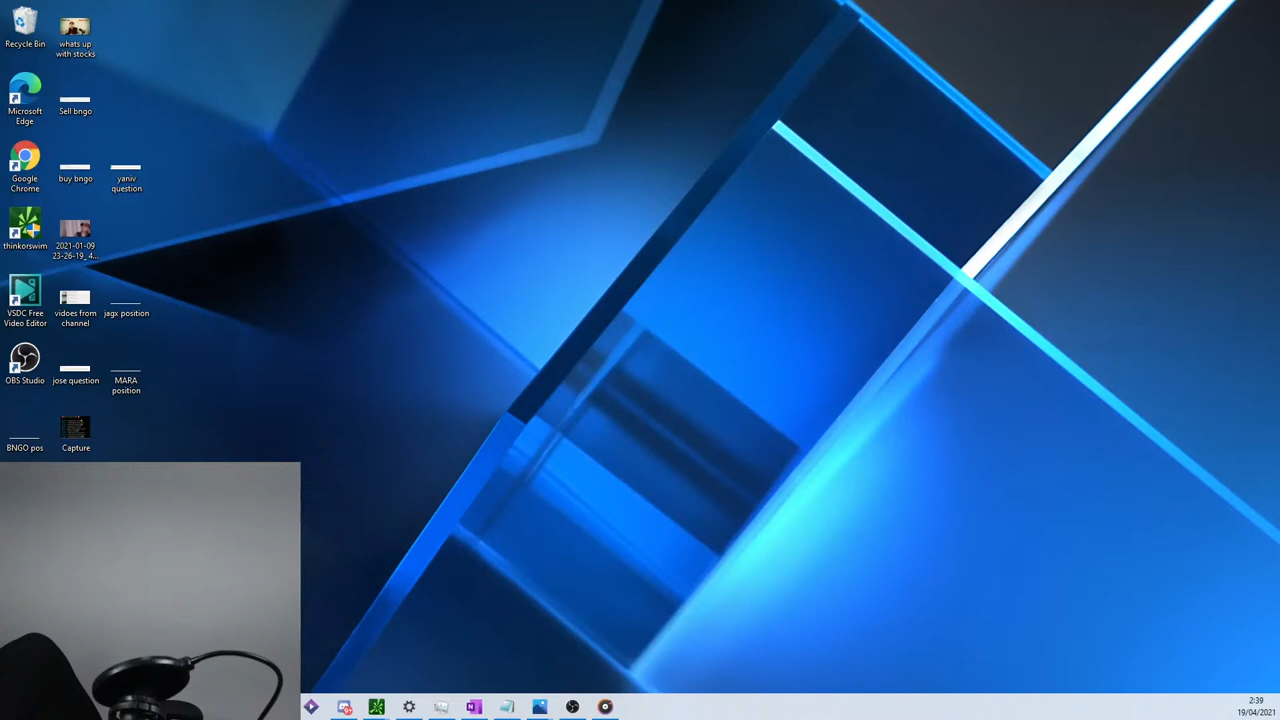 Recycle Bin
whats up
with stocks
Microsoft
Edge
Sell bngo
Google
Chrome
buy bngo
yaniv
question
thinkorswim
2021-01-09
23-26-19_4...
VSDC Free
Video Editor
vidoes from
channel
jagx position
OBS Studio
jose question
MARA
position
BNGO pos
Capture
2:39
19/04/2021